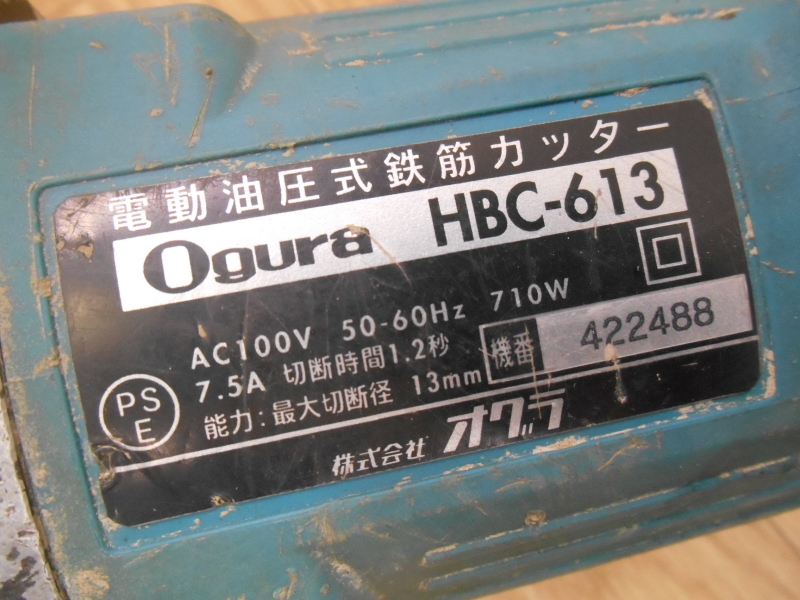 電動油圧式鉄筋カッター
Ogura HBC-613
AC100V 50-60Hz 710W
7.5A 切断時間1.2秒
能力:最大切断径 13mm
機番 422488
PS
E
株式会社 オグラ